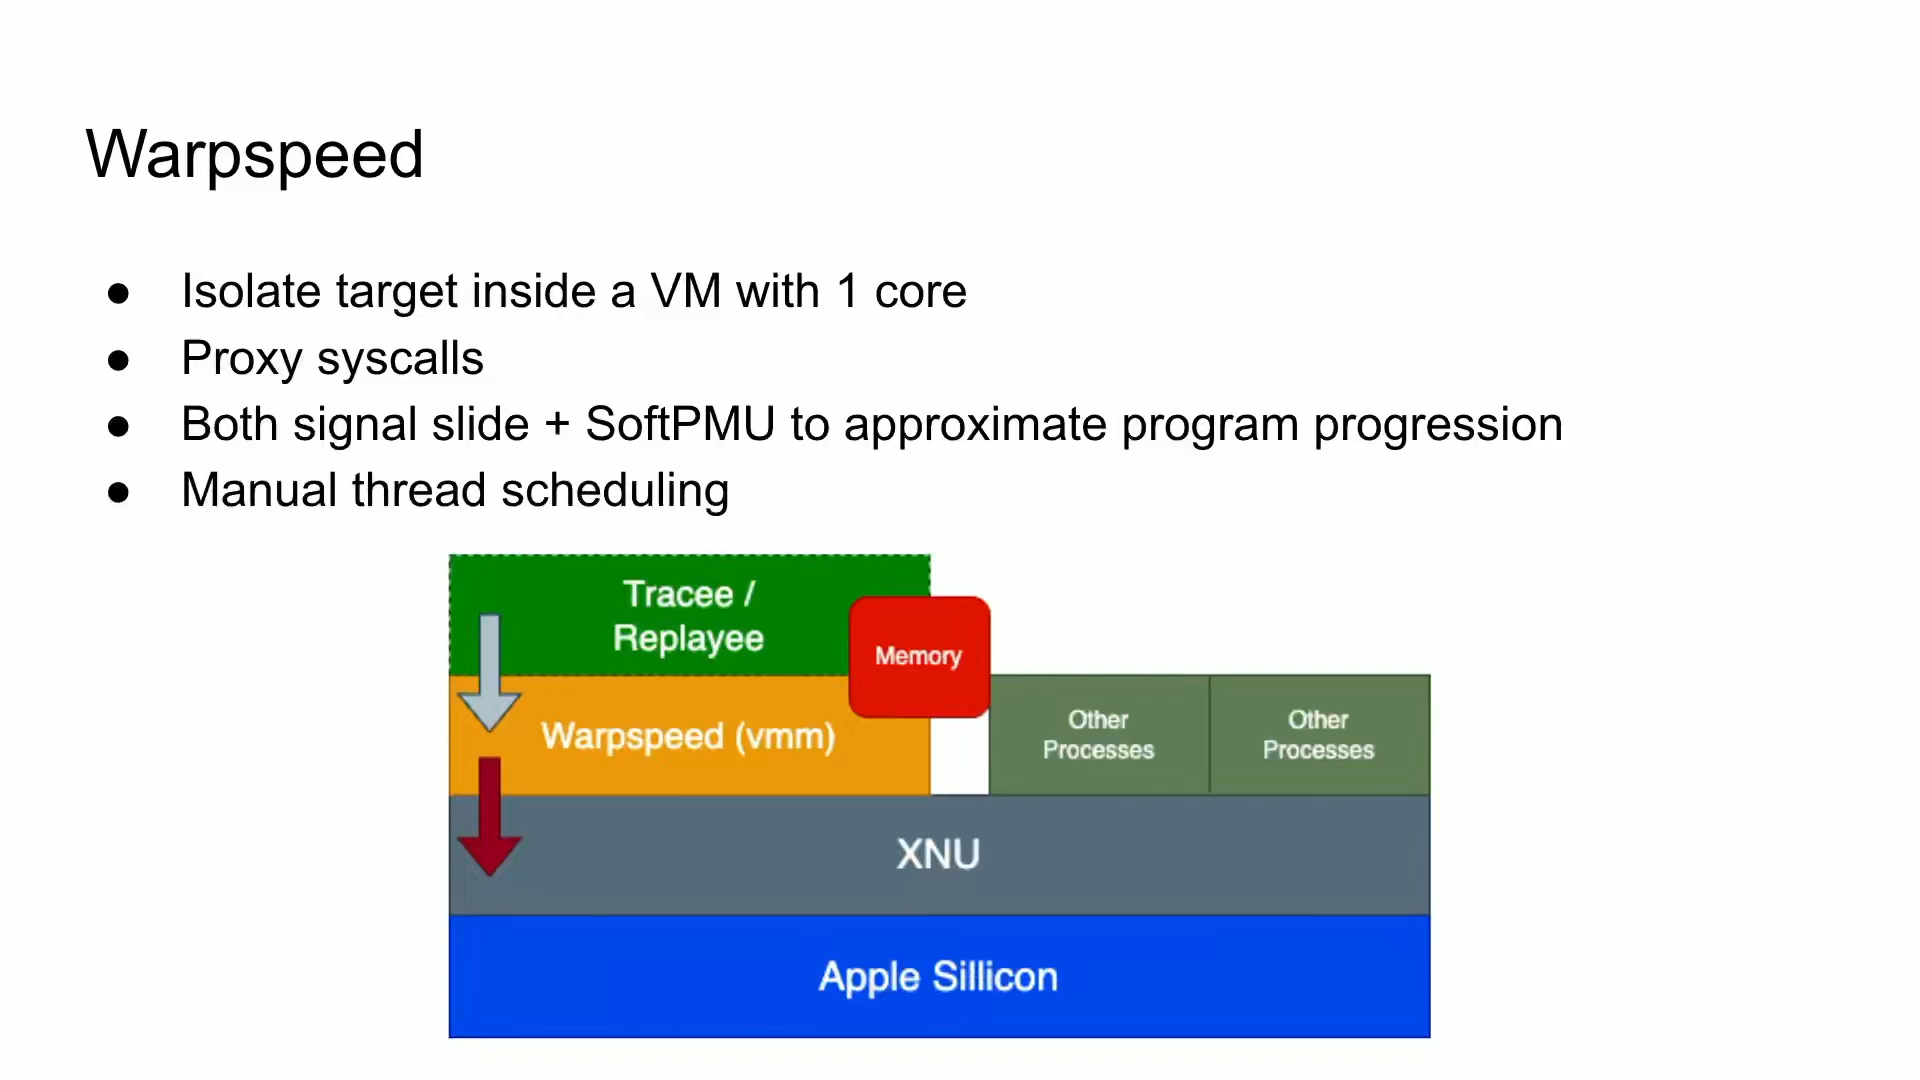 Warpspeed
● Isolate target inside a VM with 1 core
● Proxy syscalls
● Both signal slide + SoftPMU to approximate program progression
● Manual thread scheduling
Tracee /
Replayee
Memory
Warpspeed (vmm)
Other
Processes
Other
Processes
XNU
Apple Sillicon